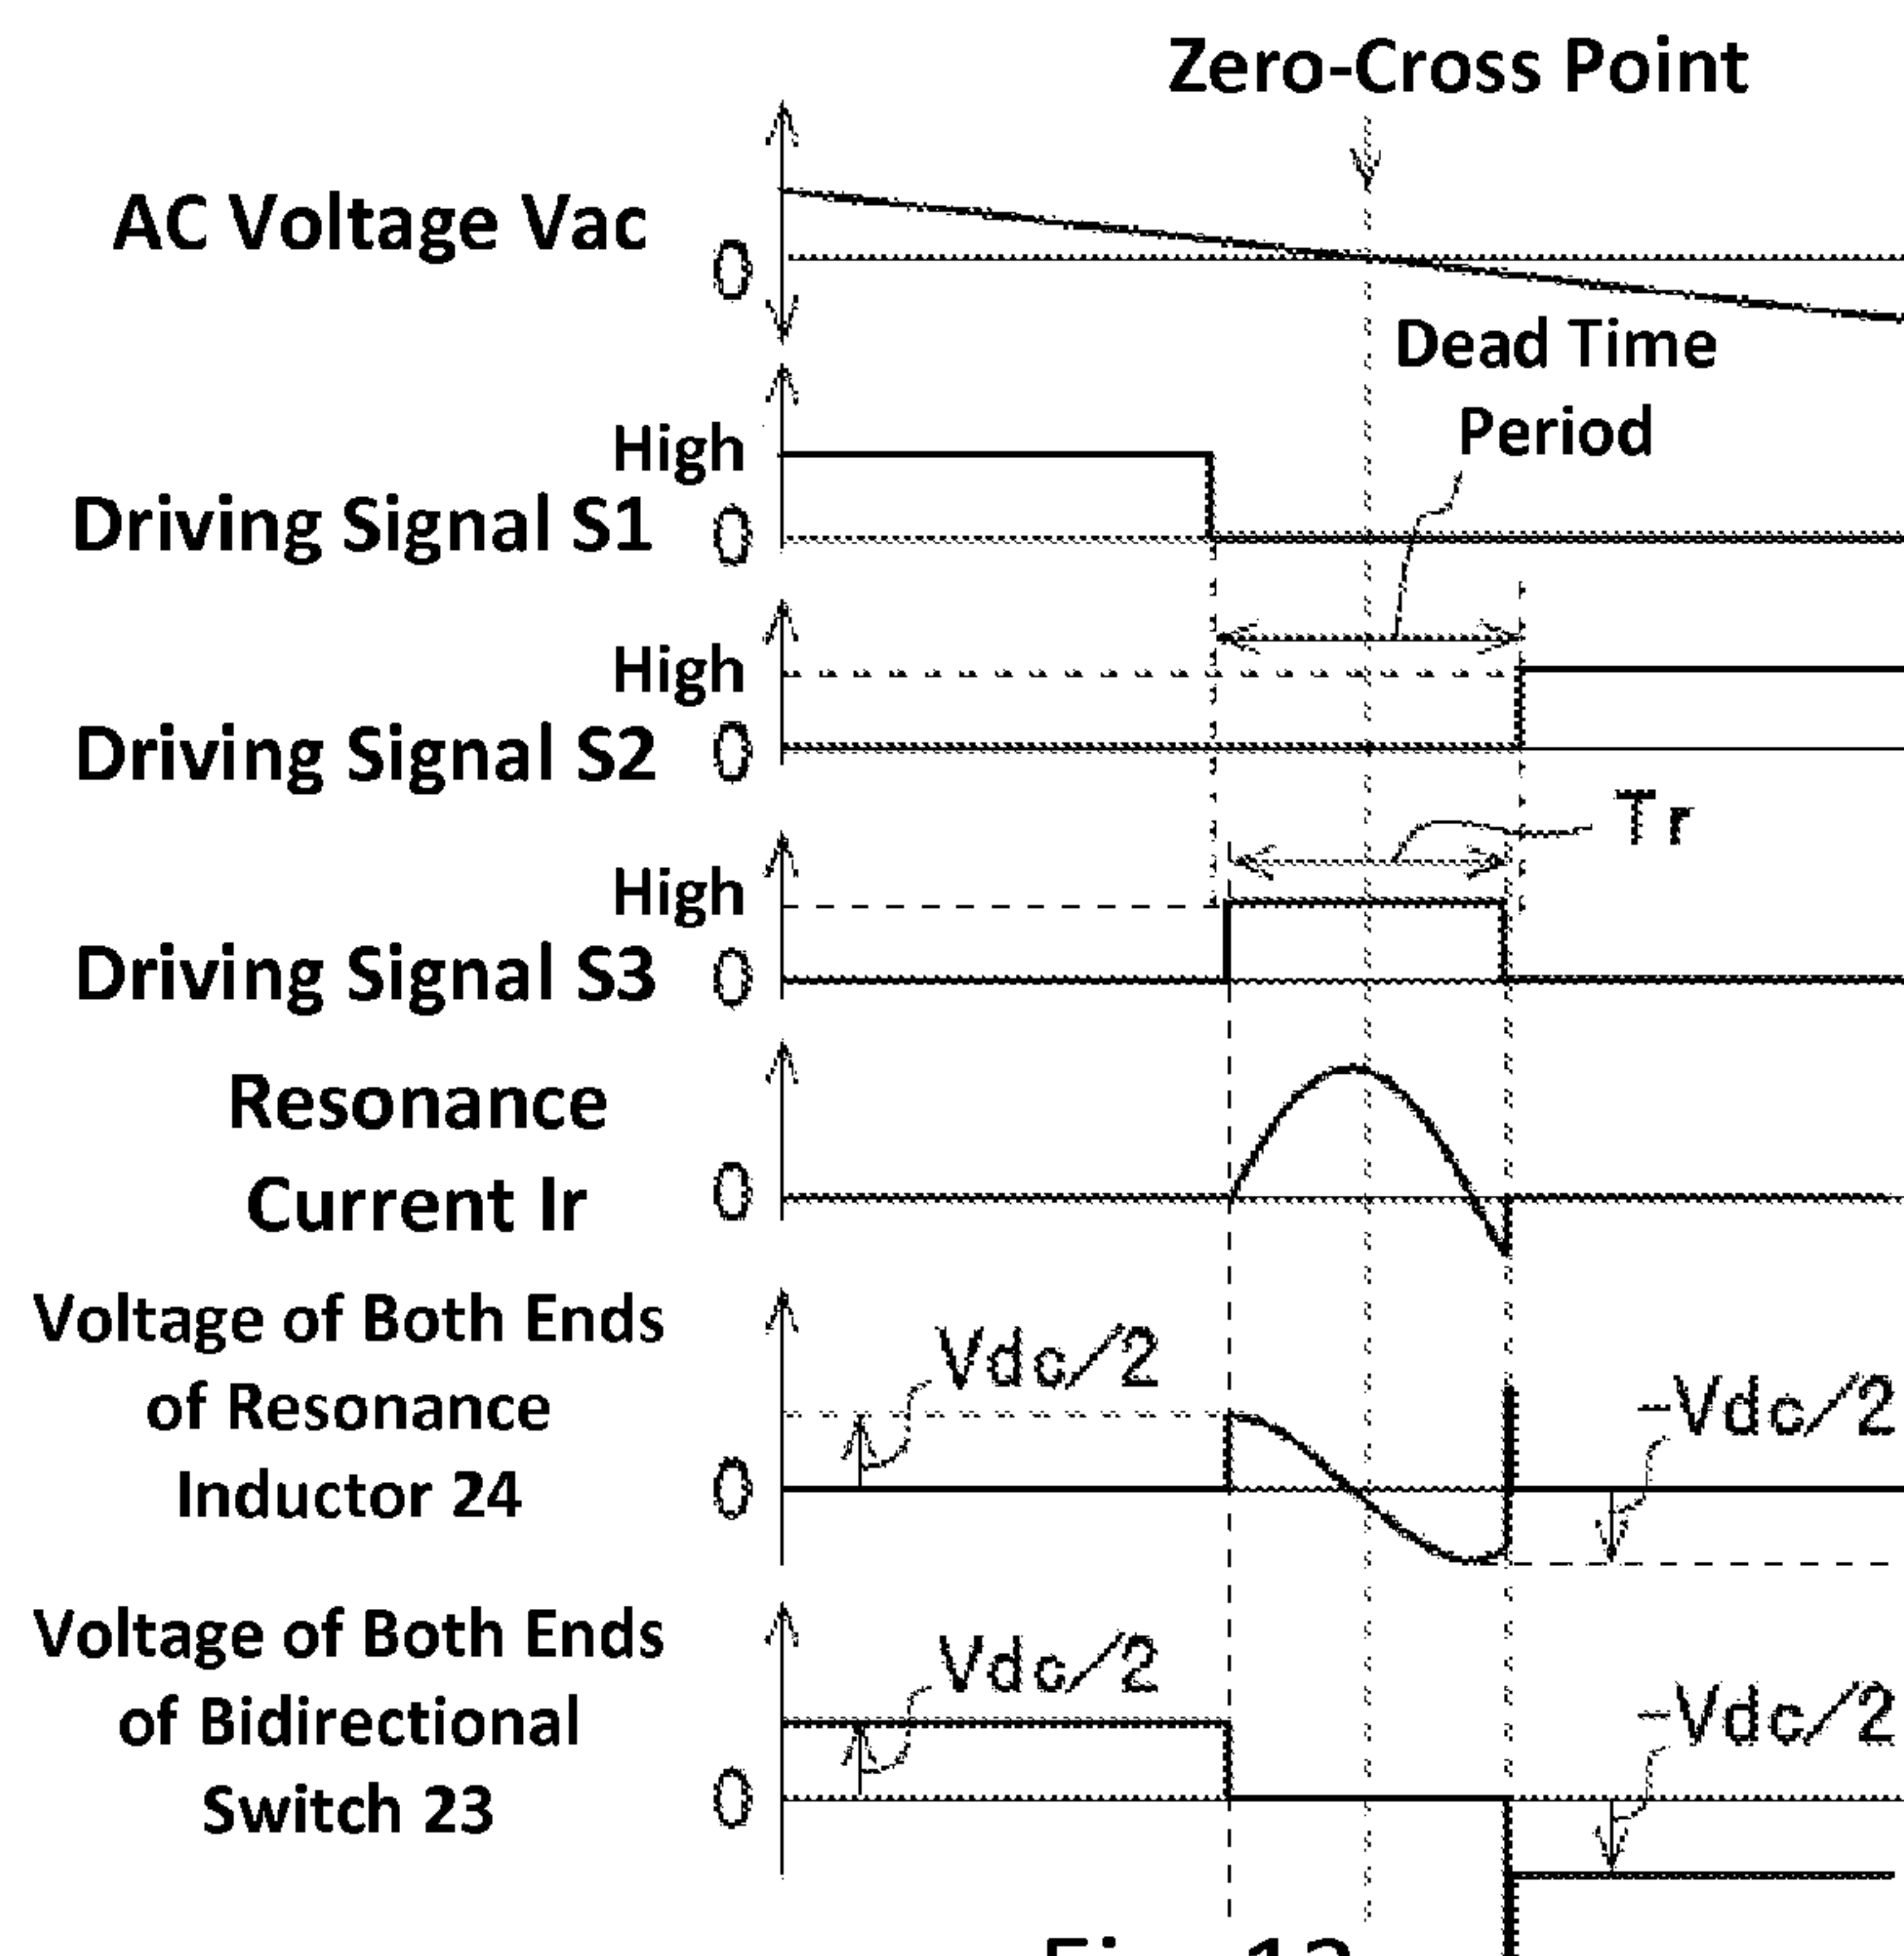 Zero-Cross Point
AC Voltage Vac
0
Dead Time
Period
High
Driving Signal S1
0
High
Driving Signal S2
0
Tr
High
Driving Signal S3
0
Resonance
Current Ir
0
Voltage of Both Ends
of Resonance
Inductor 24
Vdc/2
-Vdc/2
0
Voltage of Both Ends
of Bidirectional
Switch 23
Vdc/2
-Vdc/2
0